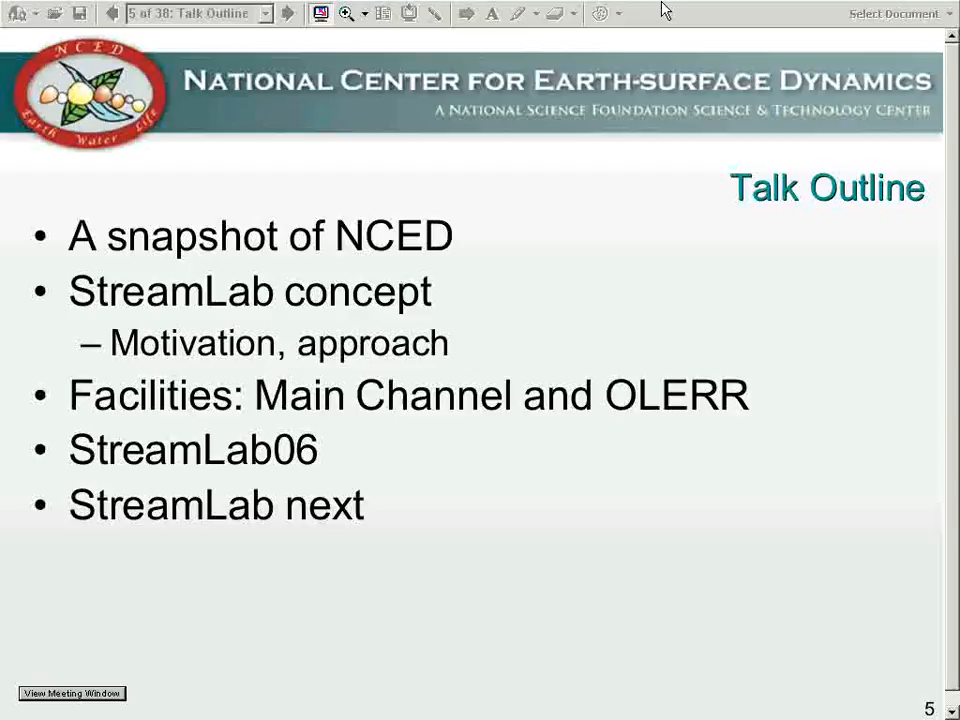 5 of 38: Talk Outline
Select Document
NCED
Earth Water Life
NATIONAL CENTER FOR EARTH-SURFACE DYNAMICS
A NATIONAL SCIENCE FOUNDATION SCIENCE & TECHNOLOGY CENTER
Talk Outline
• A snapshot of NCED
• StreamLab concept
– Motivation, approach
• Facilities: Main Channel and OLERR
• StreamLab06
• StreamLab next
View Meeting Window
5